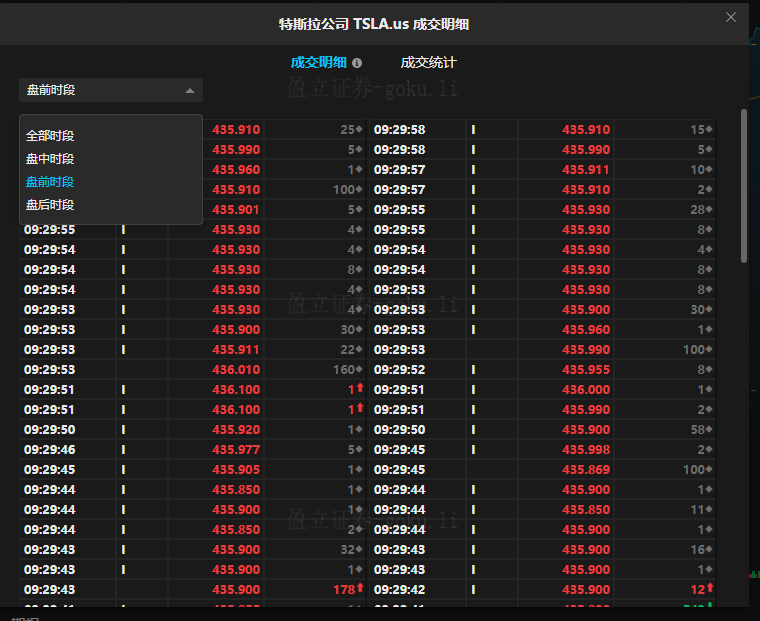 特斯拉公司 TSLA.us 成交明细
成交明细 成交统计
盈立证券-goku.li
盘前时段
全部时段
盘中时段
盘前时段
盘后时段
435.910 25◆ 09:29:58 I 435.910 15◆
435.990 5◆ 09:29:58 I 435.990 5◆
435.960 1◆ 09:29:57 I 435.911 10◆
435.910 100◆ 09:29:57 I 435.910 2◆
435.901 5◆ 09:29:55 I 435.930 28◆
09:29:55 I 435.930 4◆ 09:29:55 I 435.930 8◆
09:29:54 I 435.930 4◆ 09:29:54 I 435.930 4◆
09:29:54 I 435.930 8◆ 09:29:54 I 435.930 8◆
09:29:54 I 435.930 4◆ 09:29:53 I 435.930 8◆
盈立证券-goku.li
09:29:53 I 435.930 4◆ 09:29:53 I 435.900 30◆
09:29:53 I 435.900 30◆ 09:29:53 I 435.960 1◆
09:29:53 I 435.911 22◆ 09:29:53 435.990 100◆
09:29:53 436.010 160◆ 09:29:52 I 435.955 8◆
09:29:51 I 436.100 1⬆ 09:29:51 I 436.000 1◆
09:29:51 I 436.100 1⬆ 09:29:51 I 435.990 2◆
09:29:50 I 435.920 1◆ 09:29:50 I 435.900 58◆
09:29:46 I 435.977 5◆ 09:29:45 I 435.998 2◆
09:29:45 I 435.905 1◆ 09:29:45 435.869 100◆
09:29:44 I 435.850 1◆ 09:29:44 I 435.900 1◆
09:29:44 I 435.900 1◆ 09:29:44 I 435.850 11◆
盈立证券-goku.li
09:29:44 I 435.850 2◆ 09:29:44 I 435.900 1◆
09:29:43 I 435.900 32◆ 09:29:43 I 435.900 16◆
09:29:43 I 435.900 1◆ 09:29:43 I 435.900 1◆
09:29:43 435.900 178⬆ 09:29:42 I 435.900 12⬆